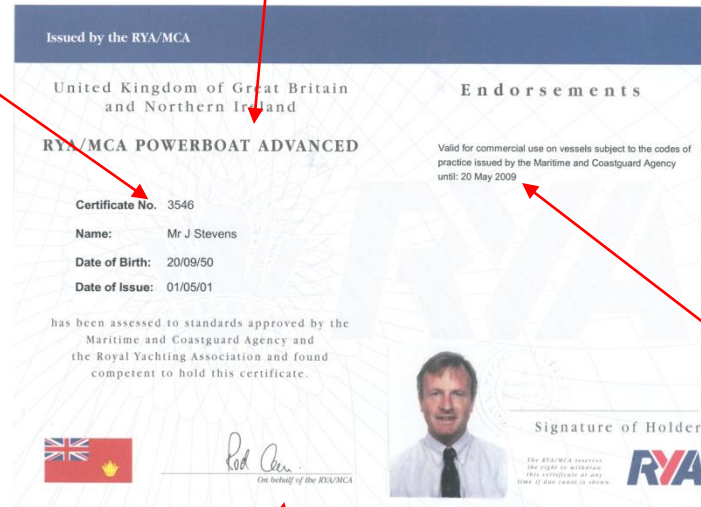 Issued by the RYA/MCA
United Kingdom of Great Britain
and Northern Ireland
RYA/MCA POWERBOAT ADVANCED
Certificate No. 3546
Name: Mr J Stevens
Date of Birth: 20/09/50
Date of Issue: 01/05/01
has been assessed to standards approved by the
Maritime and Coastguard Agency and
the Royal Yachting Association and found
competent to hold this certificate.
On behalf of the RYA/MCA
Endorsements
Valid for commercial use on vessels subject to the codes of
practice issued by the Maritime and Coastguard Agency
until: 20 May 2009
RYA
Signature of Holder
The RYA/MCA reserves
the right to withdraw
this certificate at any
time if due cause is shown.
RYA